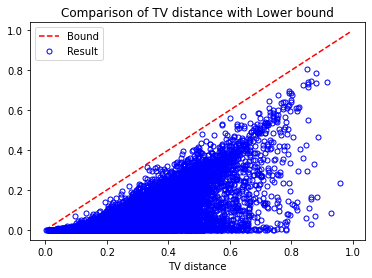 Comparison of TV distance with Lower bound
Bound
Result
1.0
0.8
0.6
0.4
0.2
0.0
0.0 0.2 0.4 0.6 0.8 1.0
TV distance